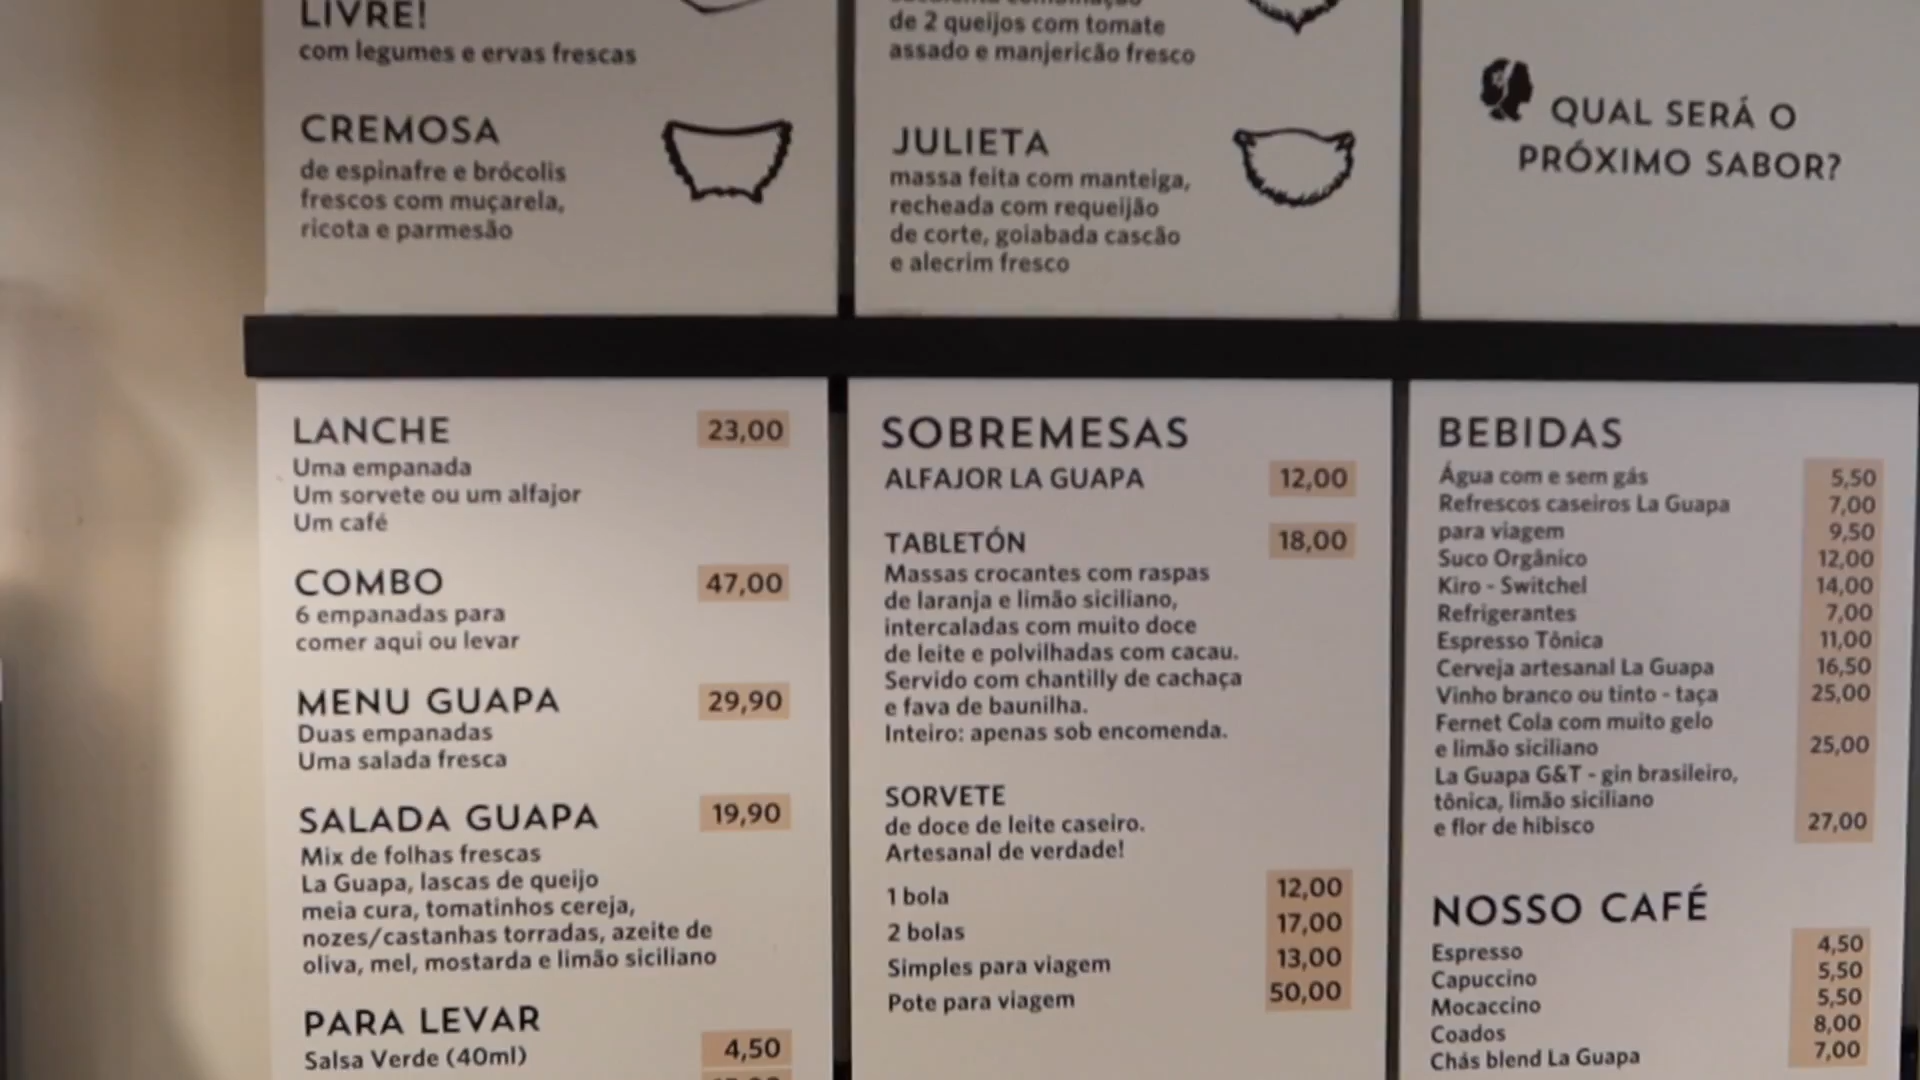 LIVRE!
com legumes e ervas frescas
CREMOSA
de espinafre e brócolis
frescos com muçarela,
ricota e parmesão
de 2 queijos com tomate
assado e manjericão fresco
JULIETA
massa feita com manteiga,
recheada com requeijão
de corte, goiabada cascão
e alecrim fresco
QUAL SERÁ O
PRÓXIMO SABOR?
LANCHE 23,00
Uma empanada
Um sorvete ou um alfajor
Um café
COMBO 47,00
6 empanadas para
comer aqui ou levar
MENU GUAPA 29,90
Duas empanadas
Uma salada fresca
SALADA GUAPA 19,90
Mix de folhas frescas
La Guapa, lascas de queijo
meia cura, tomatinhos cereja,
nozes/castanhas torradas, azeite de
oliva, mel, mostarda e limão siciliano
PARA LEVAR
Salsa Verde (40ml) 4,50
SOBREMESAS
ALFAJOR LA GUAPA 12,00
TABLETÓN 18,00
Massas crocantes com raspas
de laranja e limão siciliano,
intercaladas com muito doce
de leite e polvilhadas com cacau.
Servido com chantilly de cachaça
e fava de baunilha.
Inteiro: apenas sob encomenda.
SORVETE
de doce de leite caseiro.
Artesanal de verdade!
1 bola 12,00
2 bolas 17,00
Simples para viagem 13,00
Pote para viagem 50,00
BEBIDAS
Água com e sem gás 5,50
Refrescos caseiros La Guapa 7,00
para viagem 9,50
Suco Orgânico 12,00
Kiro - Switchel 14,00
Refrigerantes 7,00
Espresso Tônica 11,00
Cerveja artesanal La Guapa 16,50
Vinho branco ou tinto - taça 25,00
Fernet Cola com muito gelo
e limão siciliano 25,00
La Guapa G&T - gin brasileiro,
tônica, limão siciliano
e flor de hibisco 27,00
NOSSO CAFÉ
Espresso 4,50
Capuccino 5,50
Mocaccino 5,50
Coados 8,00
Chás blend La Guapa 7,00